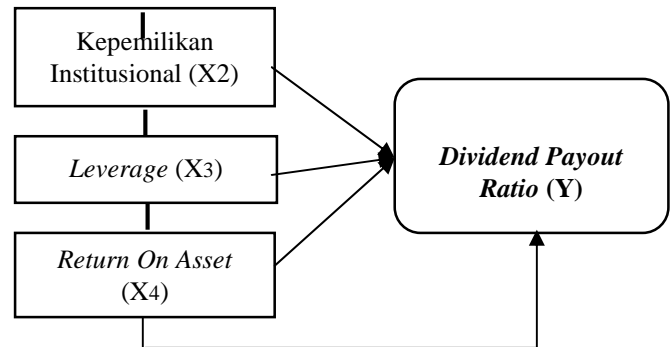 Kepemilikan
Institusional (X2)
Leverage (X3)
Dividend Payout
Ratio (Y)
Return On Asset
(X4)